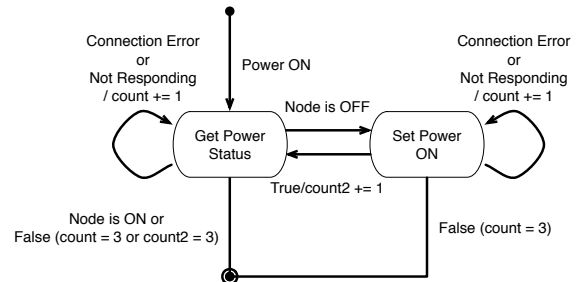 Connection Error
or
Not Responding
/ count += 1
Power ON
Connection Error
or
Not Responding
/ count += 1
Node is OFF
Get Power
Status
Set Power
ON
True/count2 += 1
Node is ON or
False (count = 3 or count2 = 3)
False (count = 3)